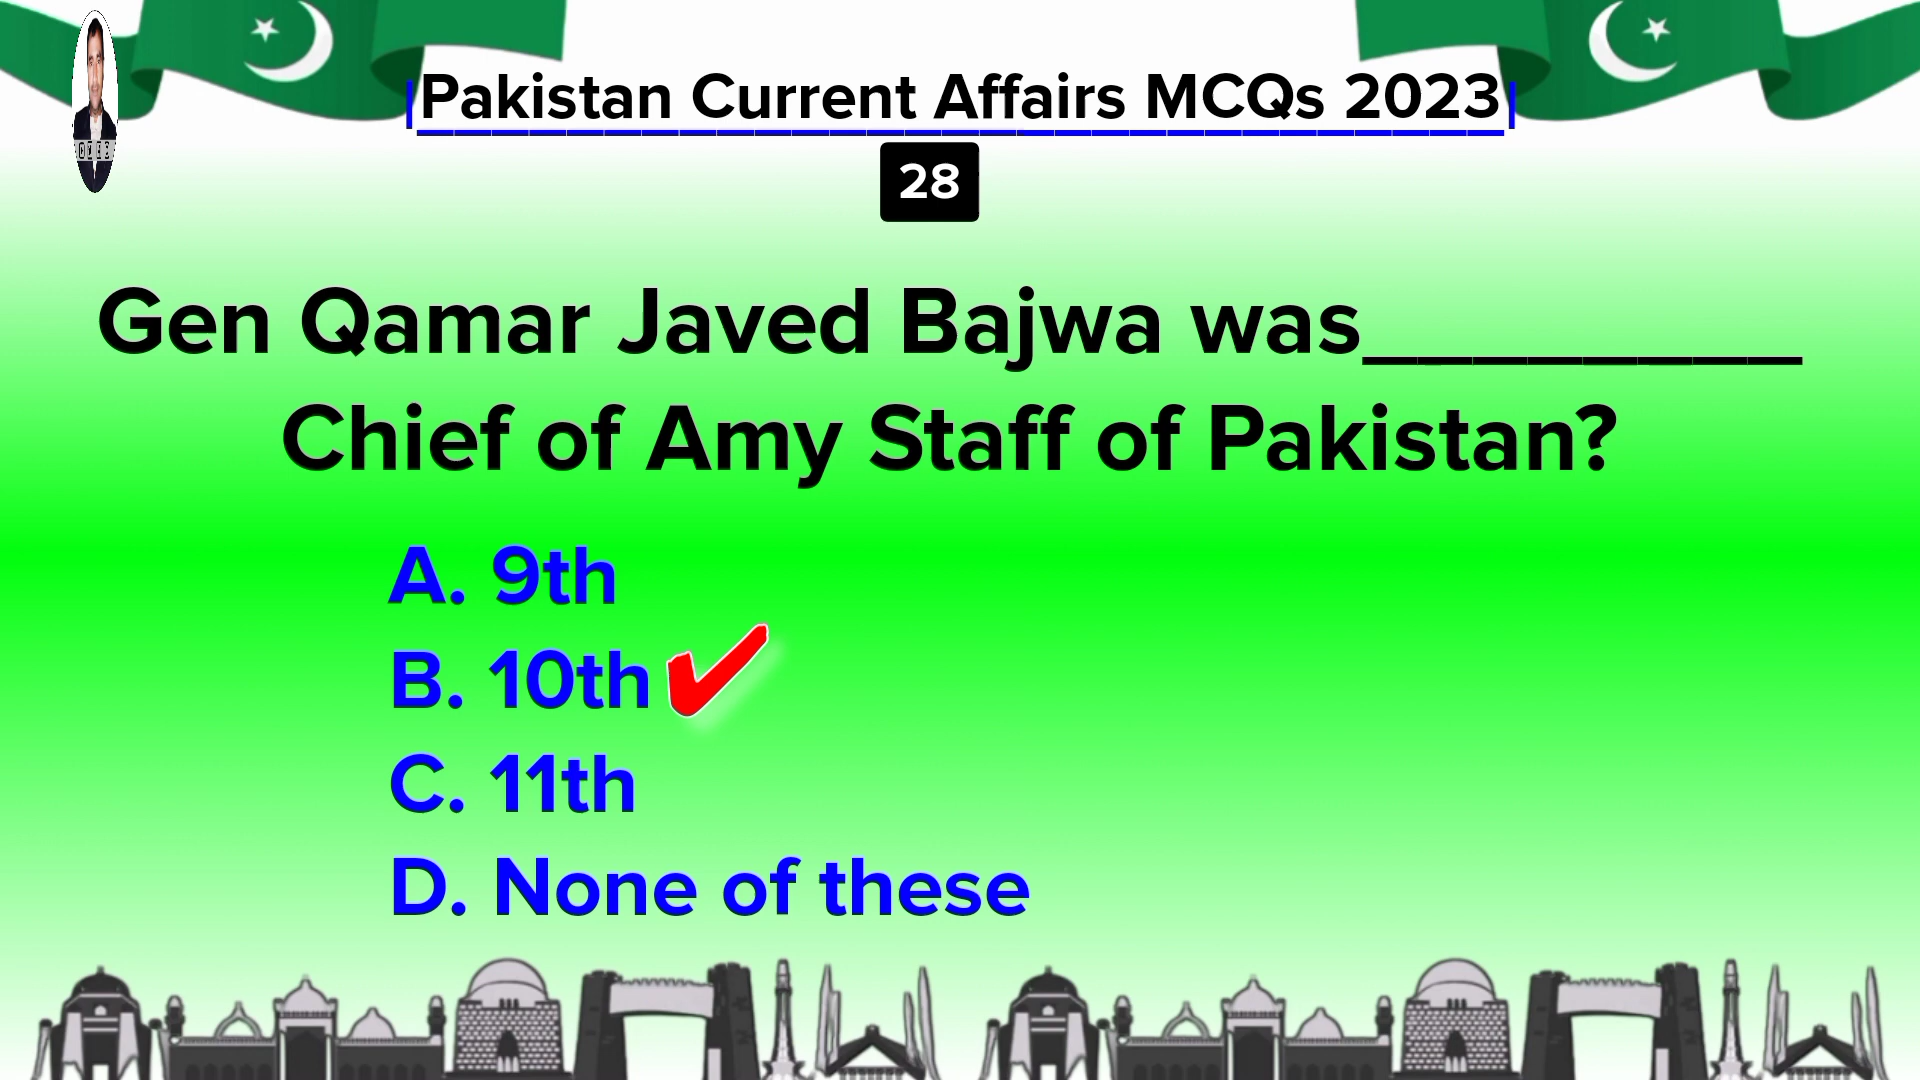 |Pakistan Current Affairs MCQs 2023|
28
Gen Qamar Javed Bajwa was________
Chief of Amy Staff of Pakistan?
A. 9th
B. 10th
C. 11th
D. None of these